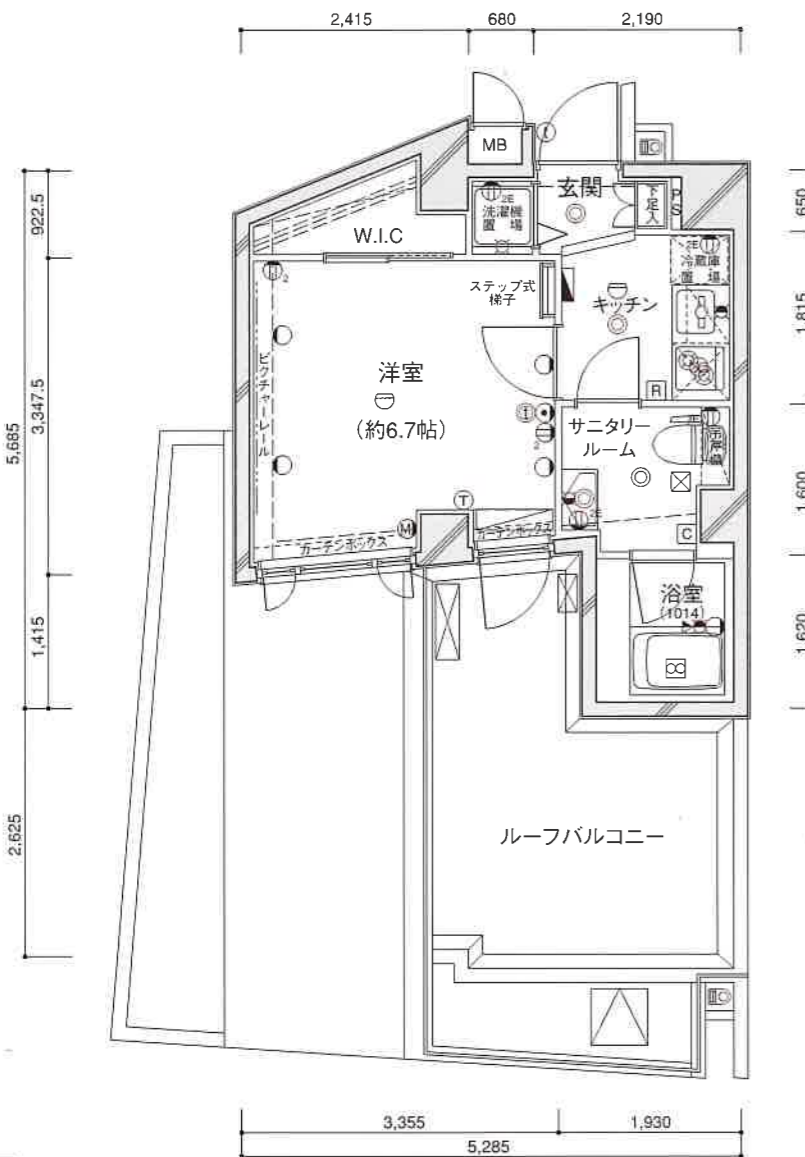 2,415
680
2,190
MB
I
玄関
下足入
PS
2E
洗濯機
置場
W.I.C
2E
冷蔵庫
置場
ステップ式
梯子
キッチン
2
ピクチャーレール
洋室
(約6.7帖)
R
サニタリー
ルーム
T
2
2E
M
カーテンボックス
カーテンボックス
C
浴室
(1014)
ルーフバルコニー
922.5
3,347.5
5,685
1,415
2,625
650
1,815
1,600
1,620
3,355
1,930
5,285